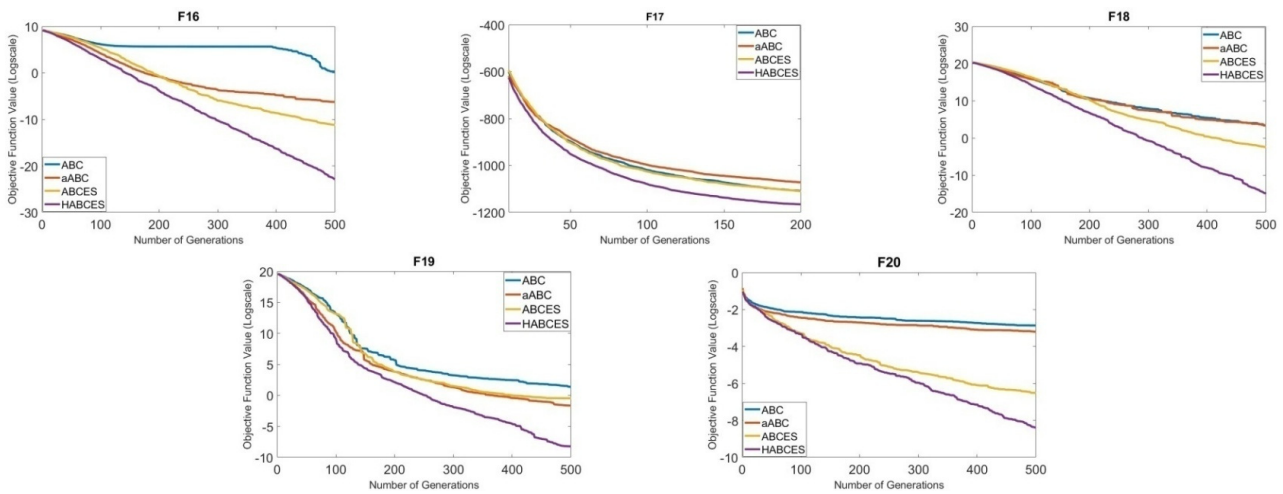 F16
Objective Function Value (Logscale)
10
0
-10
-20
-30
ABC
aABC
ABCES
HABCES
0 100 200 300 400 500
Number of Generations
F17
Objective Function Value (Logscale)
-400
-600
-800
-1000
-1200
ABC
aABC
ABCES
HABCES
50 100 150 200
Number of Generations
F18
Objective Function Value (Logscale)
30
20
10
0
-10
-20
ABC
aABC
ABCES
HABCES
0 100 200 300 400 500
Number of Generations
F19
Objective Function Value (Logscale)
20
15
10
5
0
-5
-10
ABC
aABC
ABCES
HABCES
0 100 200 300 400 500
Number of Generations
F20
Objective Function Value (Logscale)
0
-2
-4
-6
-8
-10
ABC
aABC
ABCES
HABCES
0 100 200 300 400 500
Number of Generations